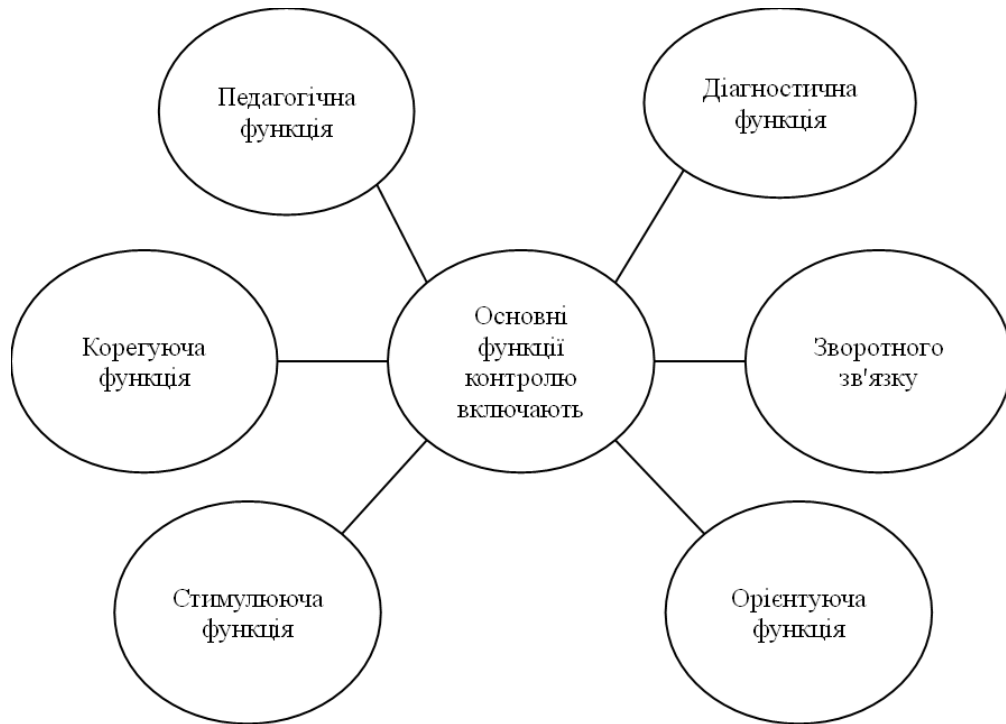 Педагогічна
функція
Діагностична
функція
Корегуюча
функція
Основні
функції
контролю
включають
Зворотного
зв'язку
Стимулююча
функція
Орієнтуюча
функція